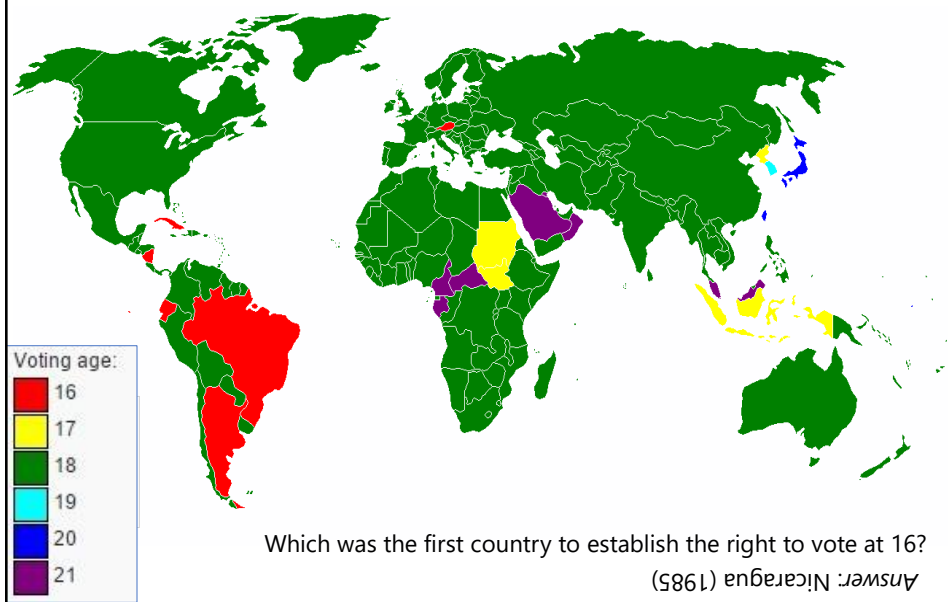 Voting age:
16
17
18
19
20
21
Which was the first country to establish the right to vote at 16?
Answer: Nicaragua (1985)